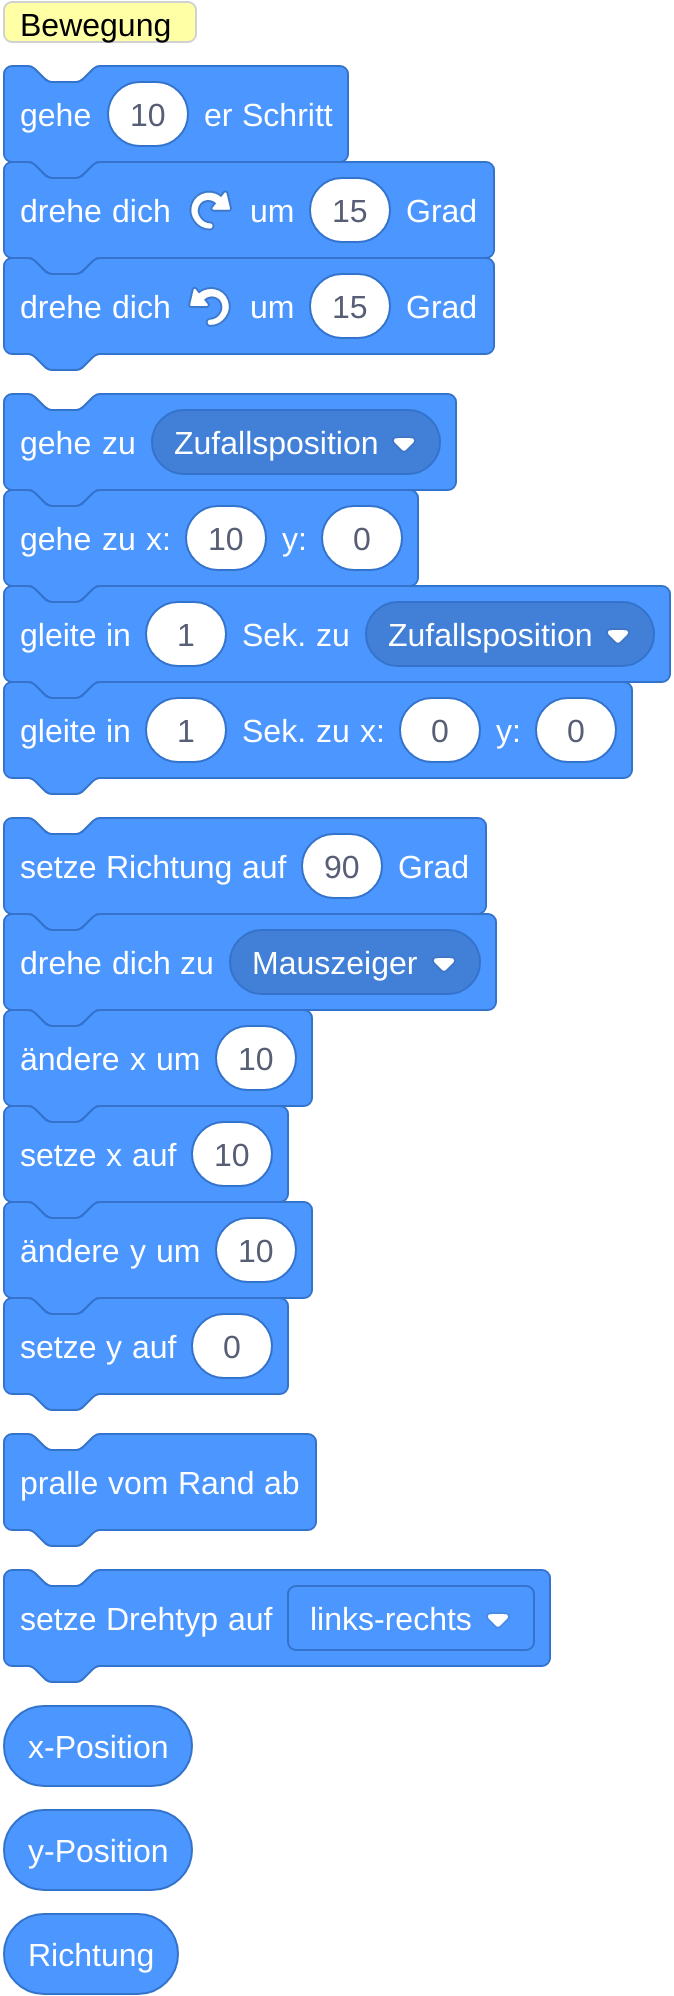 Bewegung
gehe 10 er Schritt
drehe dich um 15 Grad
drehe dich um 15 Grad
gehe zu Zufallsposition
gehe zu x: 10 y: 0
gleite in 1 Sek. zu Zufallsposition
gleite in 1 Sek. zu x: 0 y: 0
setze Richtung auf 90 Grad
drehe dich zu Mauszeiger
ändere x um 10
setze x auf 10
ändere y um 10
setze y auf 0
pralle vom Rand ab
setze Drehtyp auf links-rechts
x-Position
y-Position
Richtung